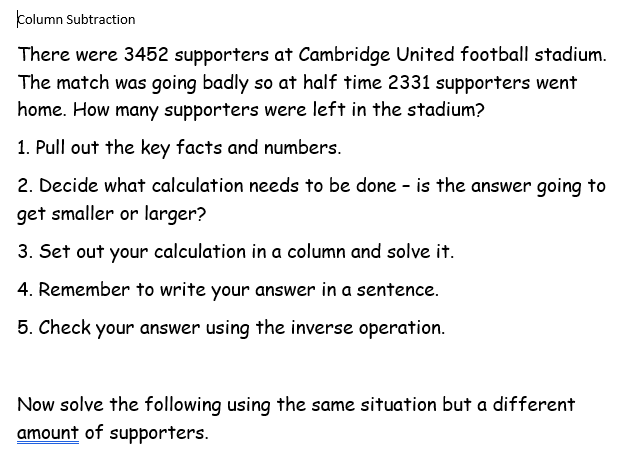 Column Subtraction
There were 3452 supporters at Cambridge United football stadium.
The match was going badly so at half time 2331 supporters went
home. How many supporters were left in the stadium?
1. Pull out the key facts and numbers.
2. Decide what calculation needs to be done – is the answer going to
get smaller or larger?
3. Set out your calculation in a column and solve it.
4. Remember to write your answer in a sentence.
5. Check your answer using the inverse operation.
Now solve the following using the same situation but a different
amount of supporters.